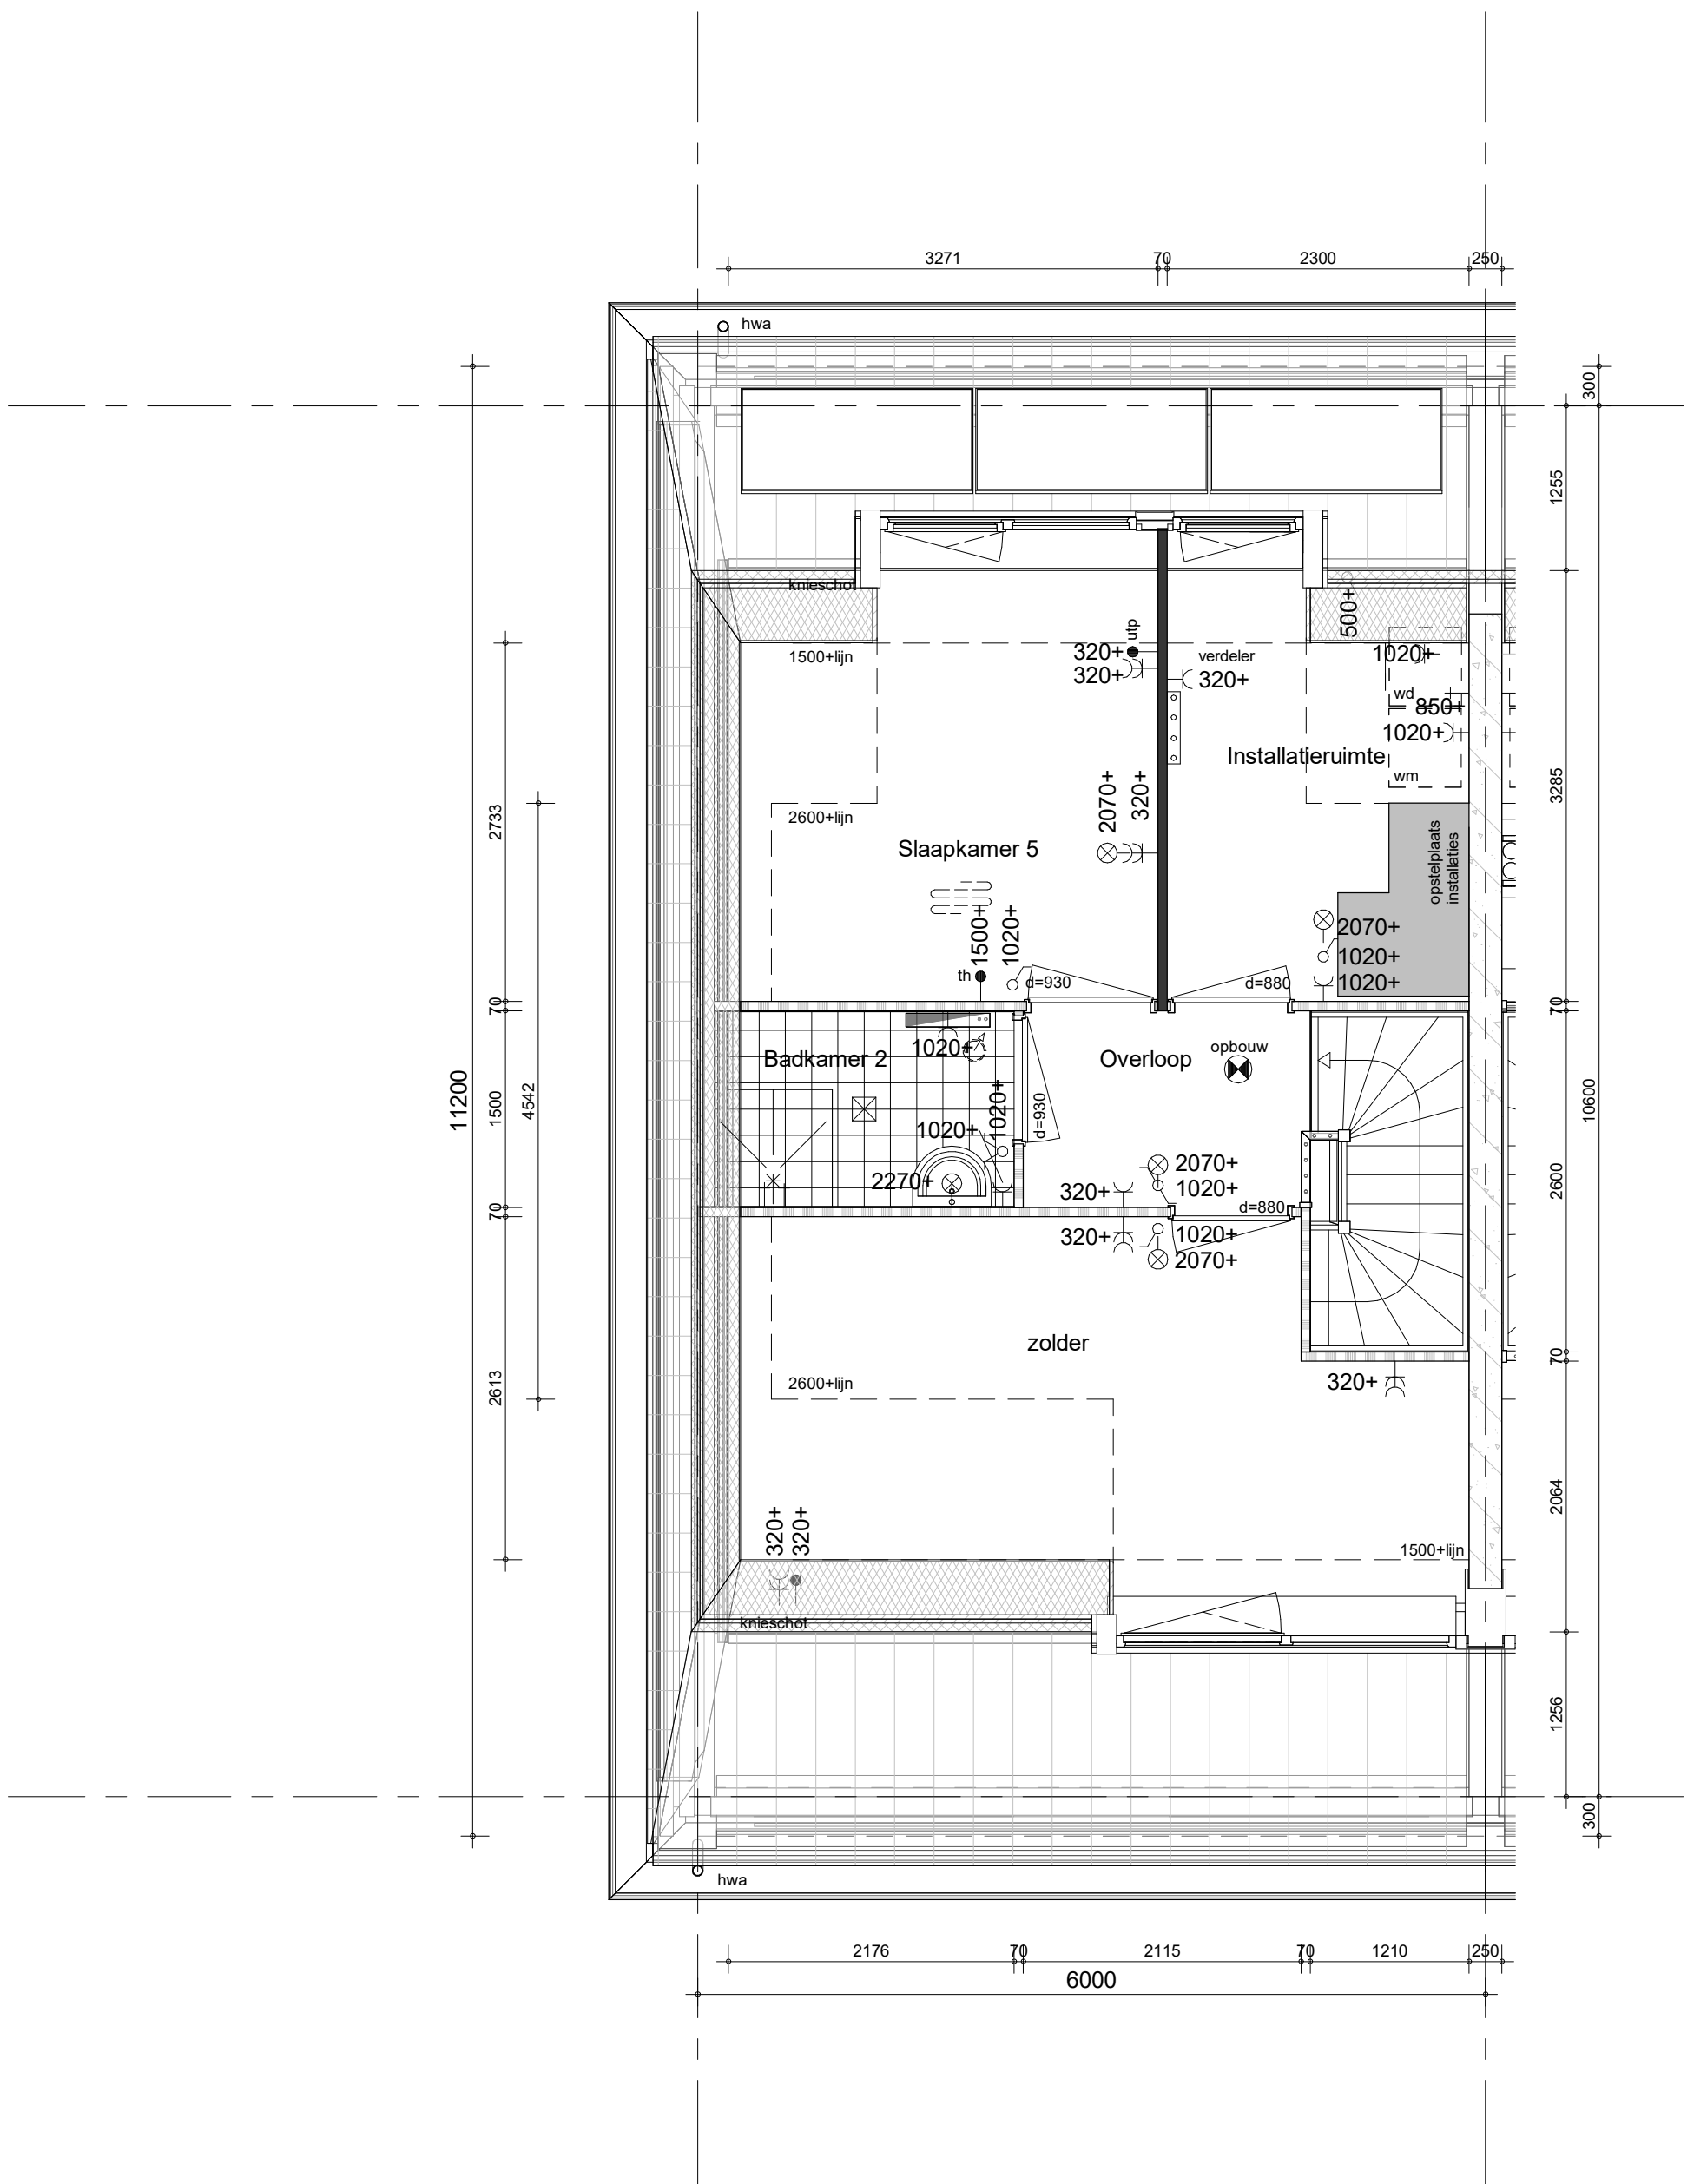 3271 70 2300 250
hwa
300
1255
knieschot
500+
utp
320+
320+
verdeler
320+
1500+lijn
1020+
wd
850+
1020+
Installatieruimte
wm
3285
2733
2600+lijn
2070+
320+
Slaapkamer 5
opstelplaats
installaties
1500+
1020+
th
d=930
d=880
2070+
1020+
1020+
70
70
Badkamer 2
1020+
Overloop
opbouw
11200
1500
4542
10600
1020+
1020+
d=930
2270+
2070+
1020+
320+
d=880
2600
70
320+
1020+
2070+
zolder
70
320+
2613
2600+lijn
2064
320+
320+
1500+lijn
knieschot
1256
300
hwa
2176 70 2115 70 1210 250
6000